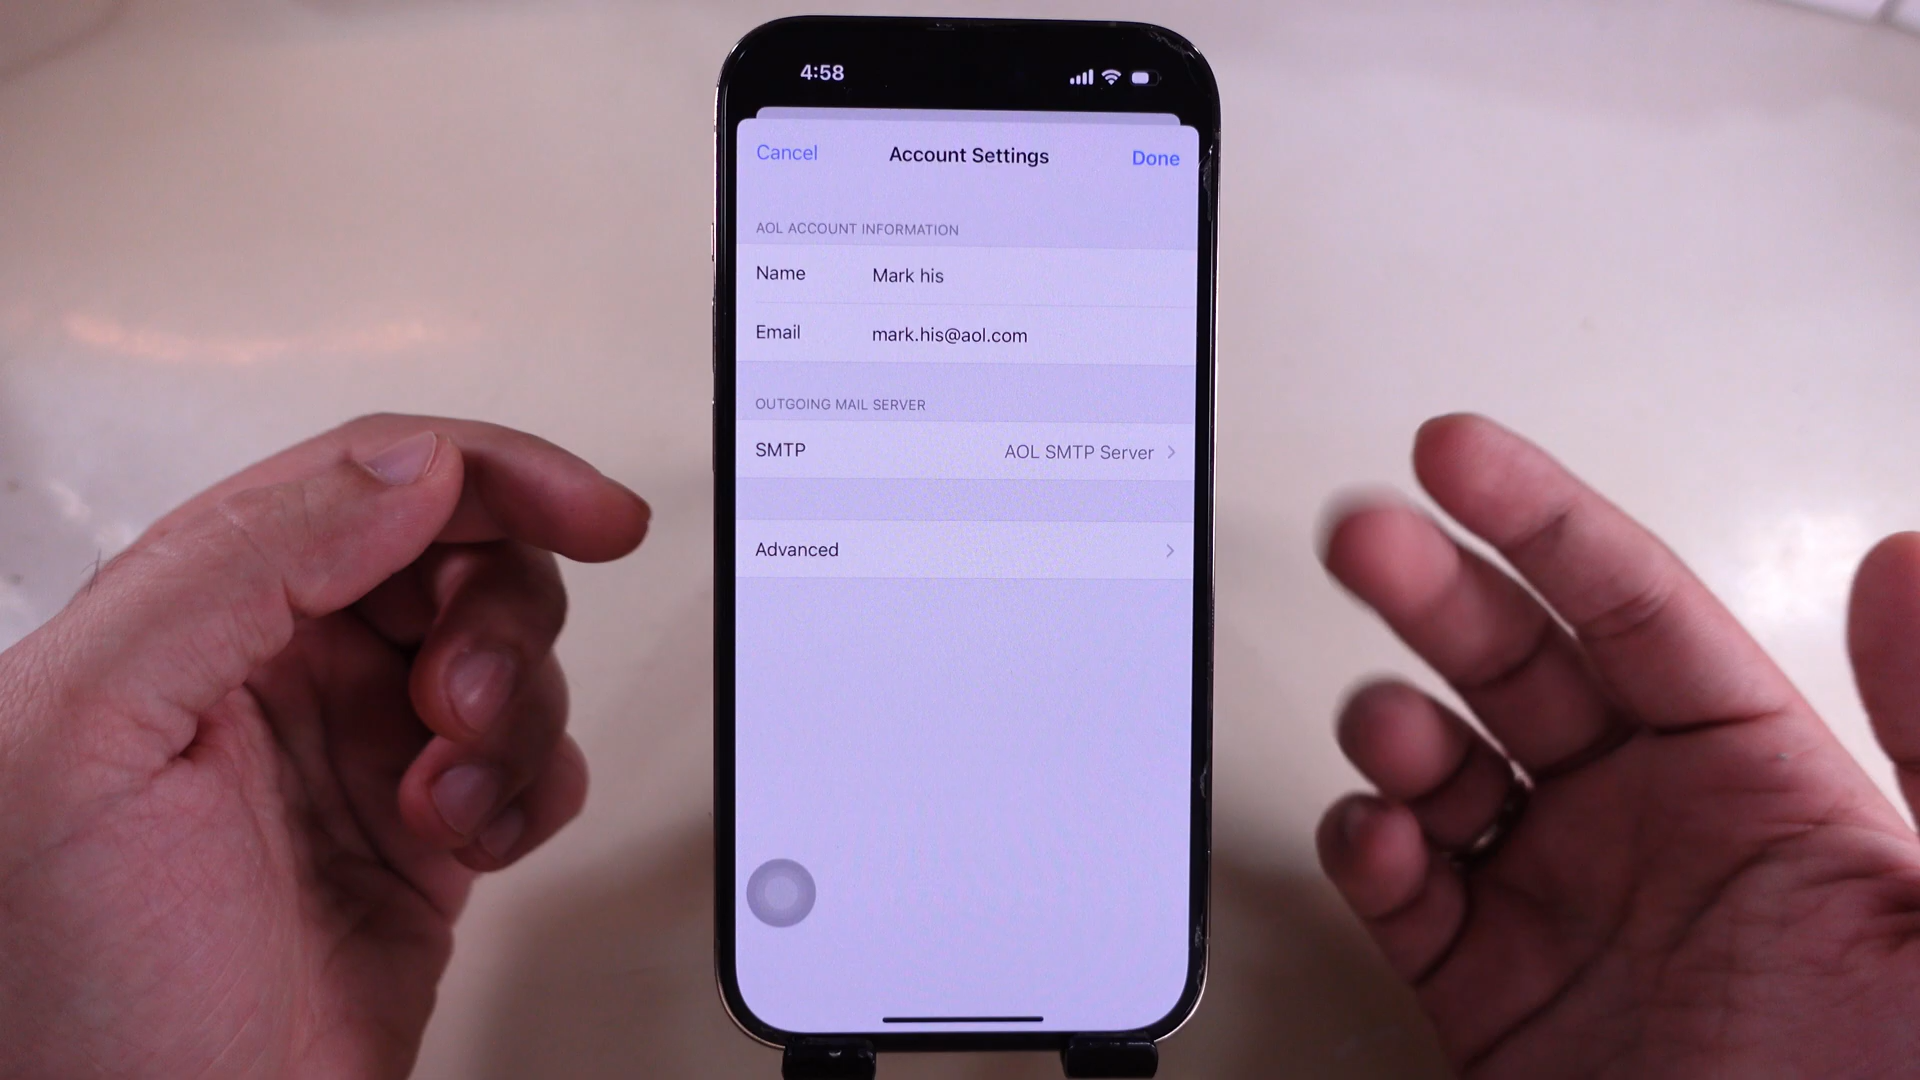 4:58
Cancel Account Settings Done
AOL ACCOUNT INFORMATION
Name Mark his
Email mark.his@aol.com
OUTGOING MAIL SERVER
SMTP AOL SMTP Server
Advanced